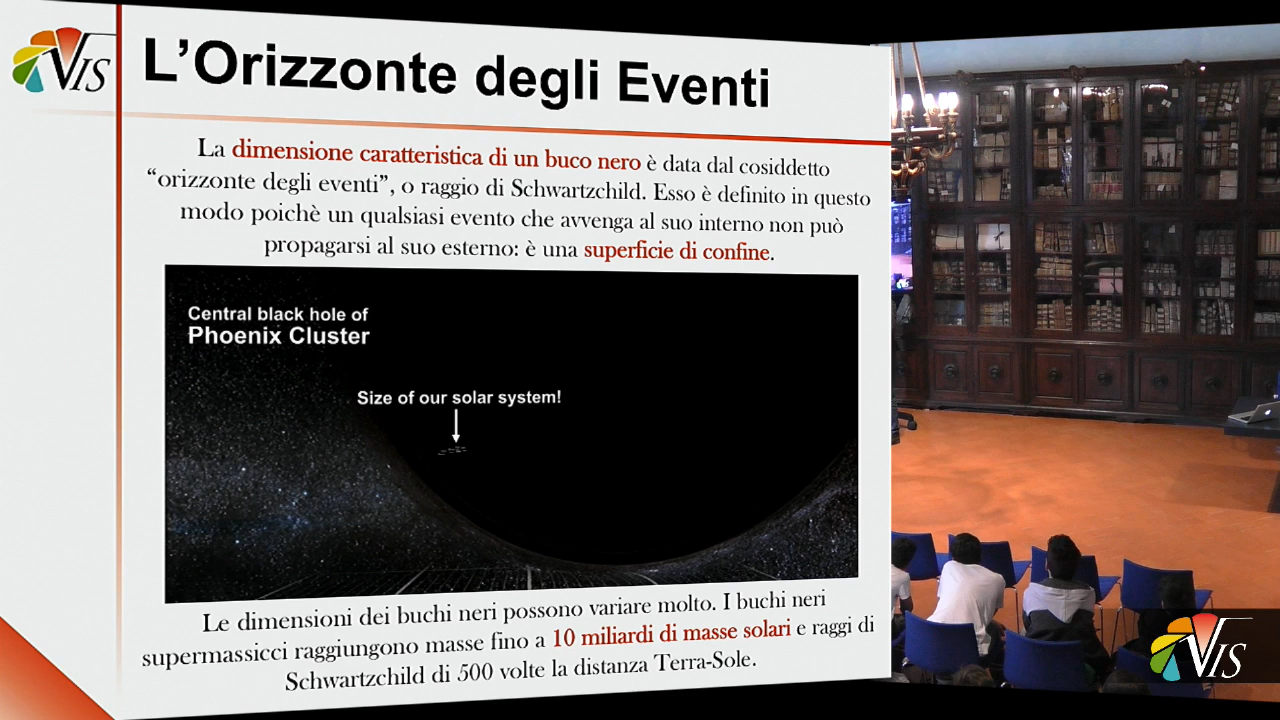 VIS
L'Orizzonte degli Eventi
La dimensione caratteristica di un buco nero è data dal cosiddetto
“orizzonte degli eventi”, o raggio di Schwartzchild. Esso è definito in questo
modo poichè un qualsiasi evento che avvenga al suo interno non può
propagarsi al suo esterno: è una superficie di confine.
Central black hole of
Phoenix Cluster
Size of our solar system!
Le dimensioni dei buchi neri possono variare molto. I buchi neri
supermassicci raggiungono masse fino a 10 miliardi di masse solari e raggi di
Schwartzchild di 500 volte la distanza Terra-Sole.
VIS